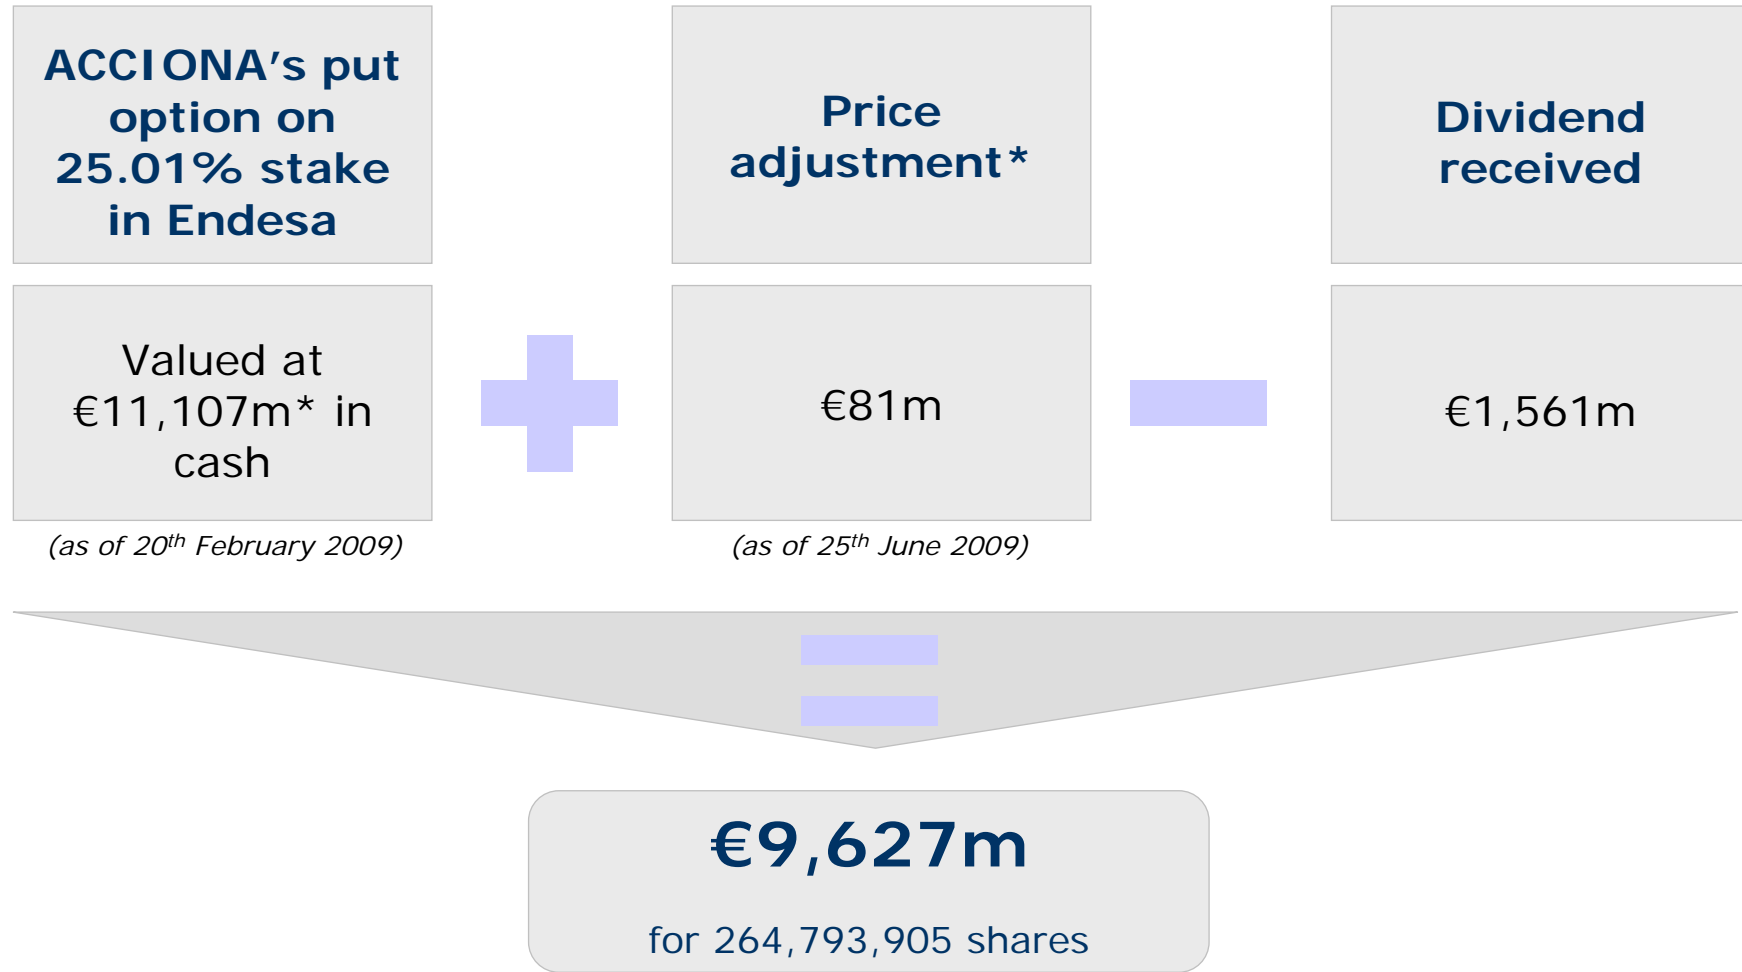 ACCIONA's put
option on
25.01% stake
in Endesa
Price
adjustment*
Dividend
received
Valued at
€11,107m* in
cash
€81m
€1,561m
(as of 20th February 2009)
(as of 25th June 2009)
€9,627m
for 264,793,905 shares